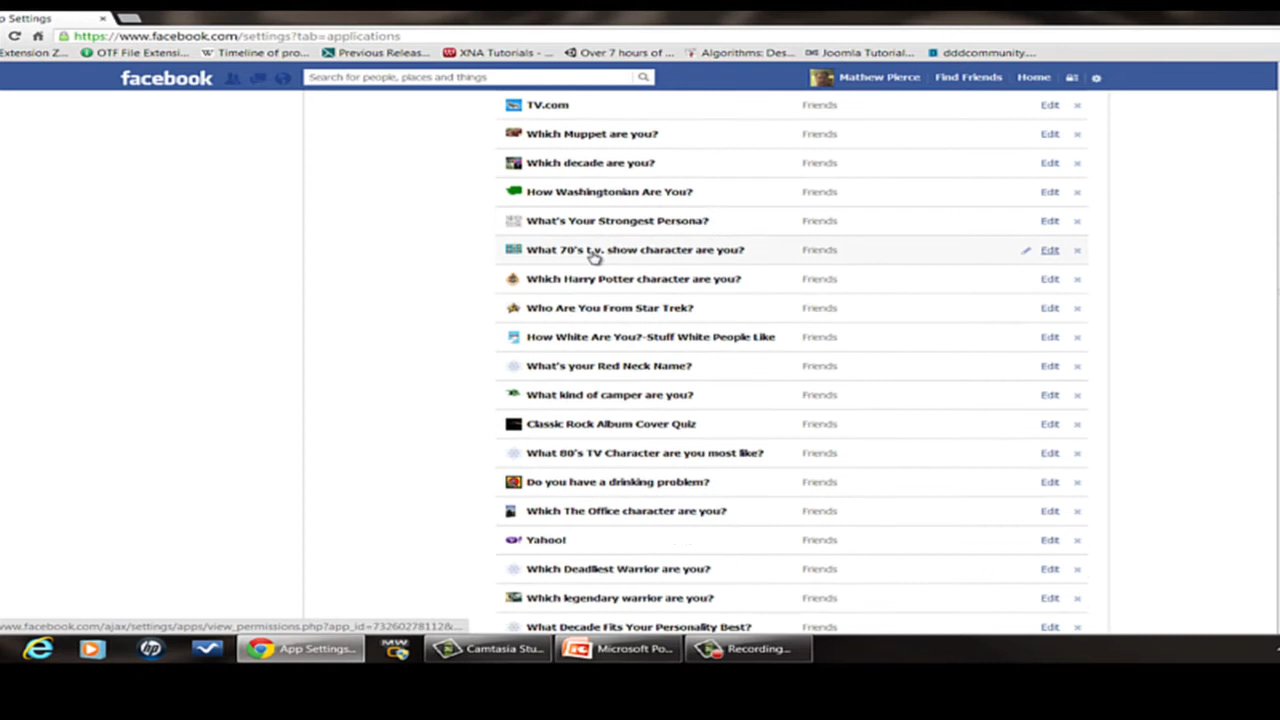 p Settings
https://www.facebook.com/settings?tab=applications
Extension Z... OTF File Extensi... Timeline of pro... Previous Releas... XNA Tutorials - ... Over 7 hours of ... Algorithms: Des... Joomla Tutorial... dddcommunity....
facebook Search for people, places and things Mathew Pierce Find Friends Home
TV.com Friends Edit
Which Muppet are you? Friends Edit
Which decade are you? Friends Edit
How Washingtonian Are You? Friends Edit
What's Your Strongest Persona? Friends Edit
What 70's t.v. show character are you? Friends Edit
Which Harry Potter character are you? Friends Edit
Who Are You From Star Trek? Friends Edit
How White Are You?-Stuff White People Like Friends Edit
What's your Red Neck Name? Friends Edit
What kind of camper are you? Friends Edit
Classic Rock Album Cover Quiz Friends Edit
What 80's TV Character are you most like? Friends Edit
Do you have a drinking problem? Friends Edit
Which The Office character are you? Friends Edit
Yahoo! Friends Edit
Which Deadliest Warrior are you? Friends Edit
Which legendary warrior are you? Friends Edit
What Decade Fits Your Personality Best? Friends Edit
www.facebook.com/ajax/settings/apps/view_permissions.php?app_id=73260278112&...
hp App Settings... MW Camtasia Stu... Microsoft Po... Recording...